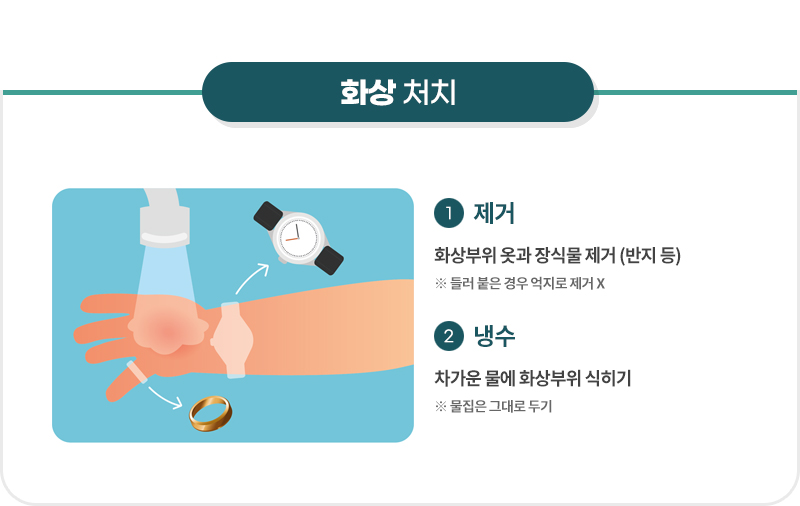 화상 처치
1 제거
화상부위 옷과 장식물 제거 (반지 등)
※ 들러 붙은 경우 억지로 제거 X
2 냉수
차가운 물에 화상부위 식히기
※ 물집은 그대로 두기